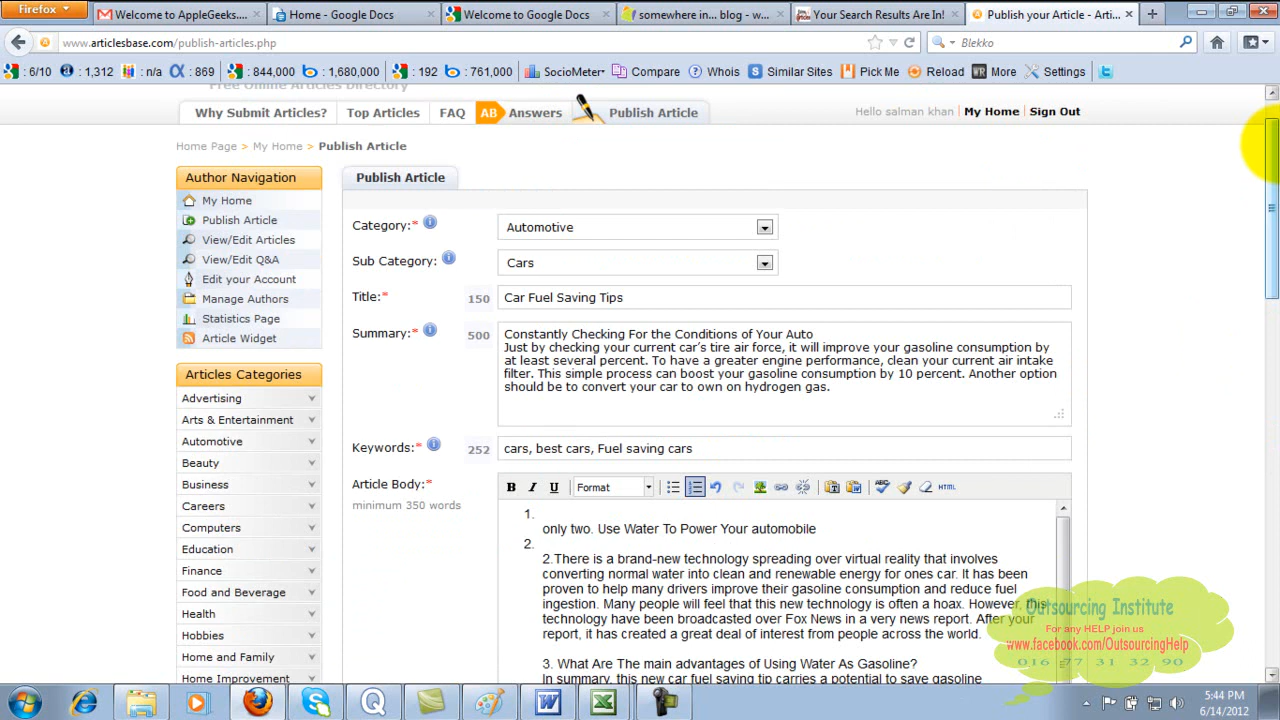 Firefox
Welcome to AppleGeeks....
Home - Google Docs
Welcome to Google Docs
somewhere in... blog - w...
Your Search Results Are In!
Publish your Article - Arti...
www.articlesbase.com/publish-articles.php
Blekko
: 6/10
: 1,312
: n/a
: 869
: 844,000
: 1,680,000
: 192
: 761,000
SocioMeter
Compare
Whois
Similar Sites
Pick Me
Reload
More
Settings
Free Online Articles Directory
Why Submit Articles?
Top Articles
FAQ
AB
Answers
Publish Article
Hello salman khan
My Home
Sign Out
Home Page > My Home > Publish Article
Author Navigation
My Home
Publish Article
View/Edit Articles
View/Edit Q&A
Edit your Account
Manage Authors
Statistics Page
Article Widget
Articles Categories
Advertising
Arts & Entertainment
Automotive
Beauty
Business
Careers
Computers
Education
Finance
Food and Beverage
Health
Hobbies
Home and Family
Home Improvement
Publish Article
Category:* Automotive
Sub Category: Cars
Title:* 150 Car Fuel Saving Tips
Summary:* 500 Constantly Checking For the Conditions of Your Auto
Just by checking your current car's tire air force, it will improve your gasoline consumption by
at least several percent. To have a greater engine performance, clean your current air intake
filter. This simple process can boost your gasoline consumption by 10 percent. Another option
should be to convert your car to own on hydrogen gas.
Keywords:* 252 cars, best cars, Fuel saving cars
Article Body:*
minimum 350 words
B I U Format HTML
1.
only two. Use Water To Power Your automobile
2.
2.There is a brand-new technology spreading over virtual reality that involves
converting normal water into clean and renewable energy for ones car. It has been
proven to help many drivers improve their gasoline consumption and reduce fuel
ingestion. Many people will feel that this new technology is often a hoax. However, this
technology have been broadcasted over Fox News in a very news report. After your
report, it has created a great deal of interest from people across the world.
3. What Are The main advantages of Using Water As Gasoline?
In summary, this new car fuel saving tip carries a potential to save gasoline
Outsourcing Institute
For any HELP join us
www.facebook.com/OutsourcingHelp
016 77 31 32 90
5:44 PM
6/14/2012